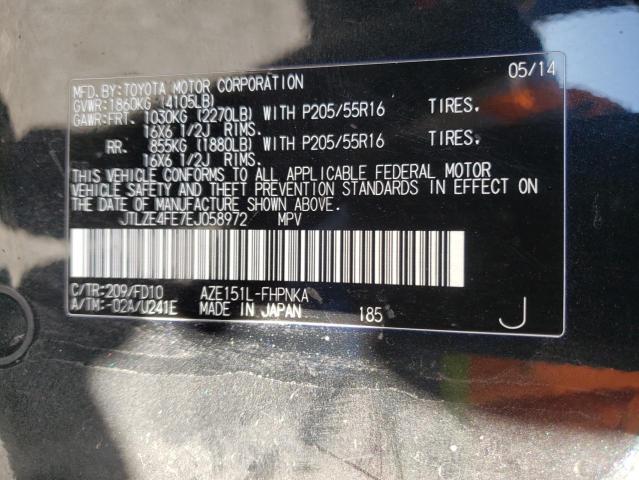 MFD.BY:TOYOTA MOTOR CORPORATION 05/14
GVWR:1860KG (4105LB)
GAWR:FRT. 1030KG (2270LB) WITH P205/55R16 TIRES.
16X6 1/2J RIMS.
RR. 855KG (1880LB) WITH P205/55R16 TIRES.
16X6 1/2J RIMS.
THIS VEHICLE CONFORMS TO ALL APPLICABLE FEDERAL MOTOR
VEHICLE SAFETY AND THEFT PREVENTION STANDARDS IN EFFECT ON
THE DATE OF MANUFACTURE SHOWN ABOVE.
JTLZE4FE7EJ058972 MPV
C/TR:209/FD10 AZE151L-FHPNKA
A/TM:-02A/U241E MADE IN JAPAN 185 J